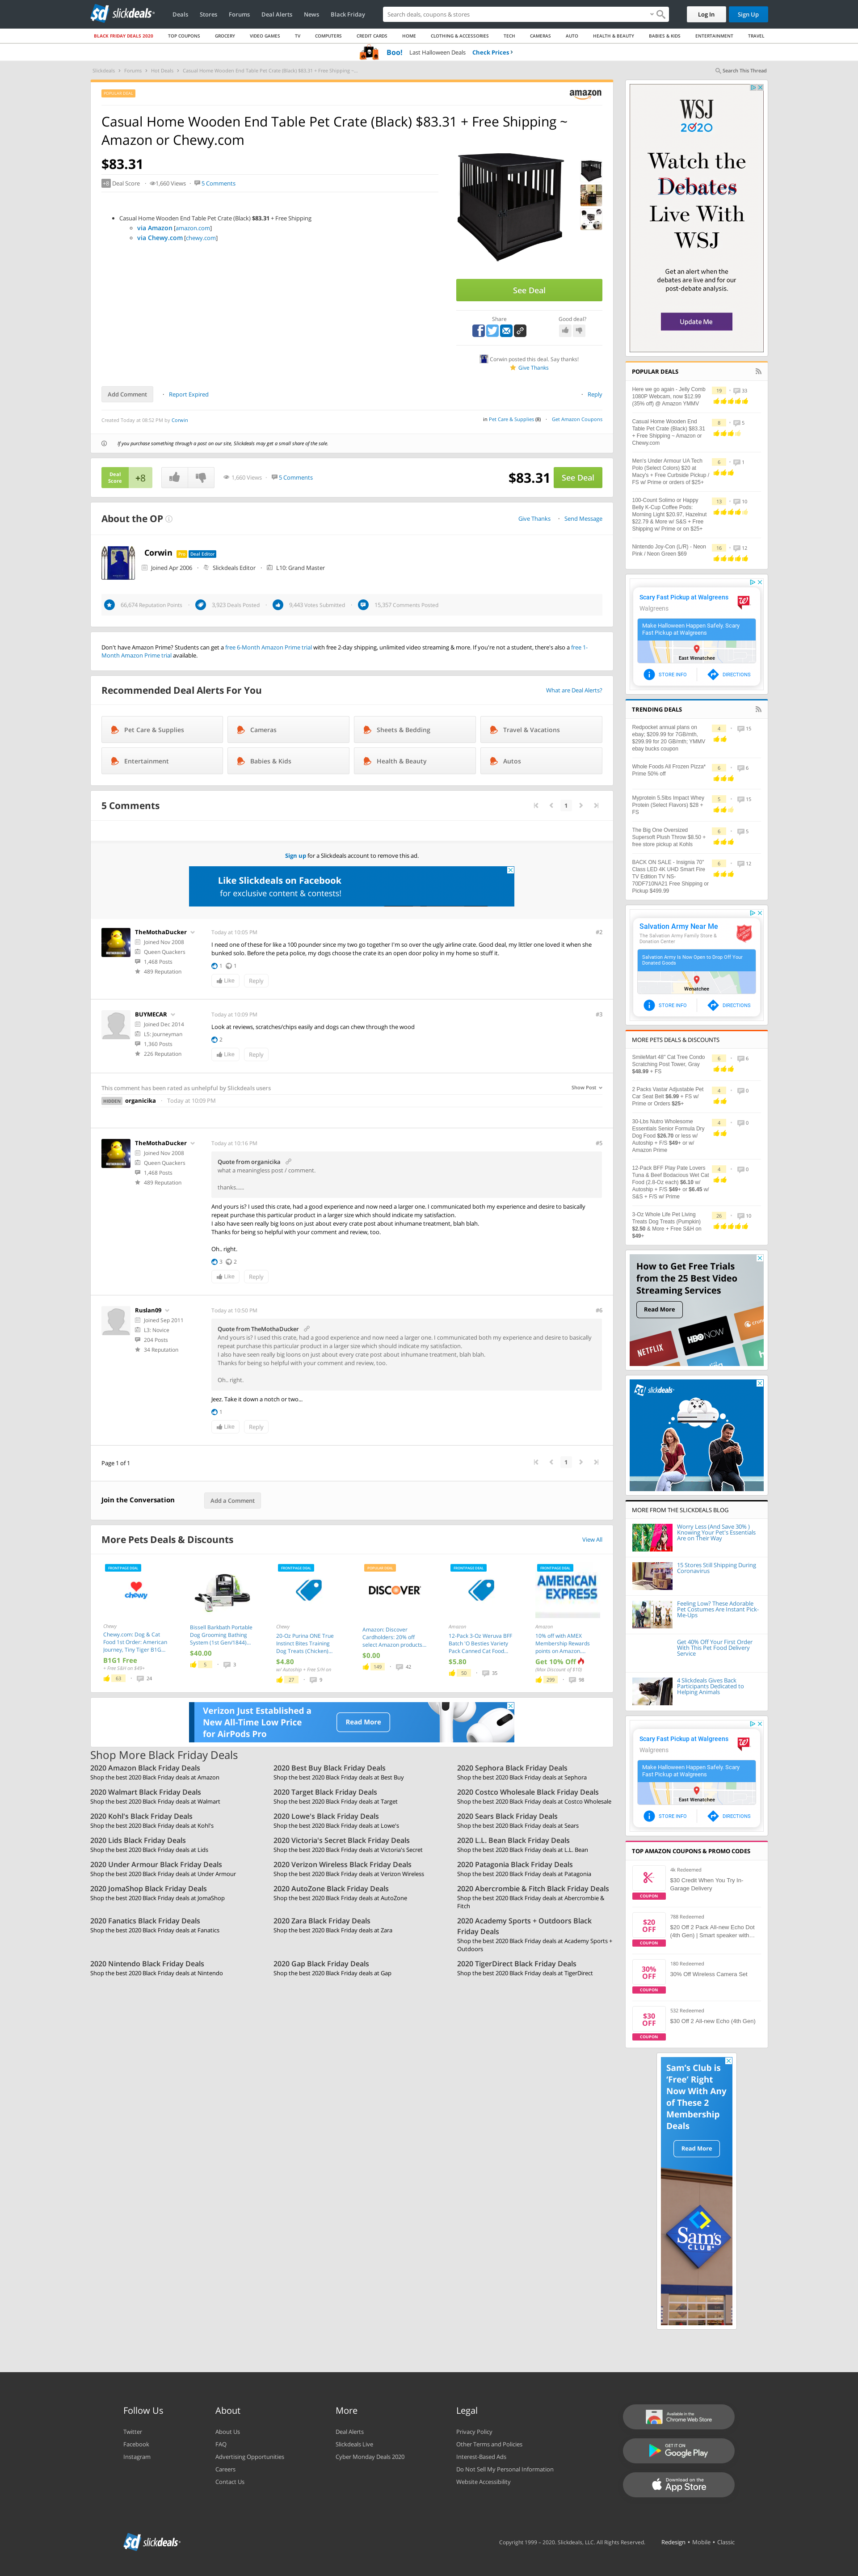 slickdeals
Deals Stores Forums Deal Alerts News Black Friday
Search deals, coupons & stores
Log In Sign Up
BLACK FRIDAY DEALS 2020 TOP COUPONS GROCERY VIDEO GAMES TV COMPUTERS CREDIT CARDS HOME CLOTHING & ACCESSORIES TECH CAMERAS AUTO HEALTH & BEAUTY BABIES & KIDS ENTERTAINMENT TRAVEL
Boo! Last Halloween Deals Check Prices ›
Slickdeals › Forums › Hot Deals › Casual Home Wooden End Table Pet Crate (Black) $83.31 + Free Shipping ~...
Search This Thread
POPULAR DEAL
amazon
Casual Home Wooden End Table Pet Crate (Black) $83.31 + Free Shipping ~
Amazon or Chewy.com
$83.31
+8 Deal Score 1,660 Views 5 Comments
Casual Home Wooden End Table Pet Crate (Black) $83.31 + Free Shipping
via Amazon [amazon.com]
via Chewy.com [chewy.com]
See Deal
Share Good deal?
Corwin posted this deal. Say thanks!
Give Thanks
Add Comment Report Expired Reply
Created Today at 08:52 PM by Corwin
in Pet Care & Supplies (8) Get Amazon Coupons
If you purchase something through a post on our site, Slickdeals may get a small share of the sale.
Deal Score +8 1,660 Views 5 Comments $83.31 See Deal
About the OP Give Thanks Send Message
Corwin Pro Deal Editor
Joined Apr 2006 Slickdeals Editor L10: Grand Master
66,674 Reputation Points 3,923 Deals Posted 9,443 Votes Submitted 15,357 Comments Posted
Don't have Amazon Prime? Students can get a free 6-Month Amazon Prime trial with free 2-day shipping, unlimited video streaming & more. If you're not a student, there's also a free 1-
Month Amazon Prime trial available.
Recommended Deal Alerts For You What are Deal Alerts?
Pet Care & Supplies Cameras Sheets & Bedding Travel & Vacations
Entertainment Babies & Kids Health & Beauty Autos
5 Comments 1
Sign up for a Slickdeals account to remove this ad.
Like Slickdeals on Facebook
for exclusive content & contests!
TheMothaDucker
Joined Nov 2008
Queen Quackers
1,468 Posts
489 Reputation
Today at 10:05 PM #2
I need one of these for like a 100 pounder since my two go together I'm so over the ugly airline crate. Good deal, my littler one loved it when she
bunked solo. Before the pet police, my doggs choose the crate its an open door policy in my home so stuff it.
1 1
Like Reply
BUYMECAR
Joined Dec 2014
L5: Journeyman
1,360 Posts
226 Reputation
Today at 10:09 PM #3
Look at reviews, scratches/chips easily and dogs can chew through the wood
2
Like Reply
This comment has been rated as unhelpful by Slickdeals users Show Post
HIDDEN organicika Today at 10:09 PM
TheMothaDucker
Joined Nov 2008
Queen Quackers
1,468 Posts
489 Reputation
Today at 10:16 PM #5
Quote from organicika
what a meaningless post / comment.
thanks.....
And yours is? I used this crate, had a good experience and now need a larger one. I communicated both my experience and desire to basically
repeat purchase this particular product in a larger size which should indicate my satisfaction.
I also have seen really big loons on just about every crate post about inhumane treatment, blah blah.
Thanks for being so helpful with your comment and review, too.
Oh.. right.
3 2
Like Reply
Ruslan09
Joined Sep 2011
L3: Novice
204 Posts
34 Reputation
Today at 10:50 PM #6
Quote from TheMothaDucker
And yours is? I used this crate, had a good experience and now need a larger one. I communicated both my experience and desire to basically
repeat purchase this particular product in a larger size which should indicate my satisfaction.
I also have seen really big loons on just about every crate post about inhumane treatment, blah blah.
Thanks for being so helpful with your comment and review, too.
Oh.. right.
Jeez. Take it down a notch or two...
1
Like Reply
Page 1 of 1 1
Join the Conversation Add a Comment
More Pets Deals & Discounts View All
FRONTPAGE DEAL
chewy
Chewy
Chewy.com: Dog & Cat
Food 1st Order: American
Journey, Tiny Tiger B1G...
B1G1 Free
+ Free S&H on $49+
63 24
Bissell BarkBath Portable
Dog Grooming Bathing
System (1st Gen/1844)...
$40.00
5 3
FRONTPAGE DEAL
Chewy
20-Oz Purina ONE True
Instinct Bites Training
Dog Treats (Chicken)...
$4.80
w/ Autoship + Free S/H on
27 9
POPULAR DEAL
DISCOVER
Amazon: Discover
Cardholders: 20% off
select Amazon products...
$0.00
149 42
FRONTPAGE DEAL
Amazon
12-Pack 3-Oz Weruva BFF
Batch 'O Besties Variety
Pack Canned Cat Food...
$5.80
50 35
FRONTPAGE DEAL
AMERICAN EXPRESS
Amazon
10% off with AMEX
Membership Rewards
points on Amazon....
Get 10% Off
(Max Discount of $10)
299 98
Verizon Just Established a
New All-Time Low Price
for AirPods Pro
Read More
Shop More Black Friday Deals
2020 Amazon Black Friday Deals
Shop the best 2020 Black Friday deals at Amazon
2020 Best Buy Black Friday Deals
Shop the best 2020 Black Friday deals at Best Buy
2020 Sephora Black Friday Deals
Shop the best 2020 Black Friday deals at Sephora
2020 Walmart Black Friday Deals
Shop the best 2020 Black Friday deals at Walmart
2020 Target Black Friday Deals
Shop the best 2020 Black Friday deals at Target
2020 Costco Wholesale Black Friday Deals
Shop the best 2020 Black Friday deals at Costco Wholesale
2020 Kohl's Black Friday Deals
Shop the best 2020 Black Friday deals at Kohl's
2020 Lowe's Black Friday Deals
Shop the best 2020 Black Friday deals at Lowe's
2020 Sears Black Friday Deals
Shop the best 2020 Black Friday deals at Sears
2020 Lids Black Friday Deals
Shop the best 2020 Black Friday deals at Lids
2020 Victoria's Secret Black Friday Deals
Shop the best 2020 Black Friday deals at Victoria's Secret
2020 L.L. Bean Black Friday Deals
Shop the best 2020 Black Friday deals at L.L. Bean
2020 Under Armour Black Friday Deals
Shop the best 2020 Black Friday deals at Under Armour
2020 Verizon Wireless Black Friday Deals
Shop the best 2020 Black Friday deals at Verizon Wireless
2020 Patagonia Black Friday Deals
Shop the best 2020 Black Friday deals at Patagonia
2020 JomaShop Black Friday Deals
Shop the best 2020 Black Friday deals at JomaShop
2020 AutoZone Black Friday Deals
Shop the best 2020 Black Friday deals at AutoZone
2020 Abercrombie & Fitch Black Friday Deals
Shop the best 2020 Black Friday deals at Abercrombie &
Fitch
2020 Fanatics Black Friday Deals
Shop the best 2020 Black Friday deals at Fanatics
2020 Zara Black Friday Deals
Shop the best 2020 Black Friday deals at Zara
2020 Academy Sports + Outdoors Black
Friday Deals
Shop the best 2020 Black Friday deals at Academy Sports +
Outdoors
2020 Nintendo Black Friday Deals
Shop the best 2020 Black Friday deals at Nintendo
2020 Gap Black Friday Deals
Shop the best 2020 Black Friday deals at Gap
2020 TigerDirect Black Friday Deals
Shop the best 2020 Black Friday deals at TigerDirect
WSJ
2020
Watch the
Debates
Live With
WSJ
Get an alert when the
debates are live and for our
post-debate analysis.
Update Me
POPULAR DEALS
Here we go again - Jelly Comb
1080P Webcam, now $12.99
(35% off) @ Amazon YMMV
19 33
Casual Home Wooden End
Table Pet Crate (Black) $83.31
+ Free Shipping ~ Amazon or
Chewy.com
8 5
Men's Under Armour UA Tech
Polo (Select Colors) $20 at
Macy's + Free Curbside Pickup /
FS w/ Prime or orders of $25+
6 1
100-Count Solimo or Happy
Belly K-Cup Coffee Pods:
Morning Light $20.97, Hazelnut
$22.79 & More w/ S&S + Free
Shipping w/ Prime or on $25+
13 10
Nintendo Joy-Con (L/R) - Neon
Pink / Neon Green $69
16 12
Scary Fast Pickup at Walgreens
Walgreens
Make Halloween Happen Safely. Scary
Fast Pickup at Walgreens
East Wenatchee
STORE INFO DIRECTIONS
TRENDING DEALS
Redpocket annual plans on
ebay; $209.99 for 7GB/mth,
$299.99 for 20 GB/mth; YMMV
ebay bucks coupon
4 15
Whole Foods All Frozen Pizza*
Prime 50% off
6 6
Myprotein 5.5lbs Impact Whey
Protein (Select Flavors) $28 +
FS
5 15
The Big One Oversized
Supersoft Plush Throw $8.50 +
free store pickup at Kohls
6 5
BACK ON SALE - Insignia 70"
Class LED 4K UHD Smart Fire
TV Edition TV NS-
70DF710NA21 Free Shipping or
Pickup $499.99
6 12
Salvation Army Near Me
The Salvation Army Family Store &
Donation Center
Salvation Army Is Now Open to Drop Off Your
Donated Goods
Wenatchee
STORE INFO DIRECTIONS
MORE PETS DEALS & DISCOUNTS
SmileMart 48" Cat Tree Condo
Scratching Post Tower, Gray
$48.99 + FS
6 6
2 Packs Vastar Adjustable Pet
Car Seat Belt $6.99 + FS w/
Prime or Orders $25+
4 0
30-Lbs Nutro Wholesome
Essentials Senior Formula Dry
Dog Food $26.70 or less w/
Autoship + F/S $49+ or w/
Amazon Prime
4 0
12-Pack BFF Play Pate Lovers
Tuna & Beef Bodacious Wet Cat
Food (2.8-Oz each) $6.10 w/
Autoship + F/S $49+ or $6.45 w/
S&S + F/S w/ Prime
4 0
3-Oz Whole Life Pet Living
Treats Dog Treats (Pumpkin)
$2.50 & More + Free S&H on
$49+
26 10
How to Get Free Trials
from the 25 Best Video
Streaming Services
Read More
NETFLIX HBO NOW
slickdeals
MORE FROM THE SLICKDEALS BLOG
Worry Less (And Save 30% )
Knowing Your Pet's Essentials
Are on Their Way
15 Stores Still Shipping During
Coronavirus
Feeling Low? These Adorable
Pet Costumes Are Instant Pick-
Me-Ups
Get 40% Off Your First Order
With This Pet Food Delivery
Service
4 Slickdeals Gives Back
Participants Dedicated to
Helping Animals
Scary Fast Pickup at Walgreens
Walgreens
Make Halloween Happen Safely. Scary
Fast Pickup at Walgreens
East Wenatchee
STORE INFO DIRECTIONS
TOP AMAZON COUPONS & PROMO CODES
COUPON
4k Redeemed
$30 Credit When You Try In-
Garage Delivery
$20 OFF
COUPON
788 Redeemed
$20 Off 2 Pack All-new Echo Dot
(4th Gen) | Smart speaker with...
30% OFF
COUPON
180 Redeemed
30% Off Wireless Camera Set
$30 OFF
COUPON
532 Redeemed
$30 Off 2 All-new Echo (4th Gen)
Sam's Club is
'Free' Right
Now With Any
of These 2
Membership
Deals
Read More
Sam's
CLUB
Follow Us
Twitter
Facebook
Instagram
About
About Us
FAQ
Advertising Opportunities
Careers
Contact Us
More
Deal Alerts
Slickdeals Live
Cyber Monday Deals 2020
Legal
Privacy Policy
Other Terms and Policies
Interest-Based Ads
Do Not Sell My Personal Information
Website Accessibility
Available in the
Chrome Web Store
GET IT ON
Google Play
Download on the
App Store
slickdeals
Copyright 1999 – 2020. Slickdeals, LLC. All Rights Reserved. Redesign • Mobile • Classic